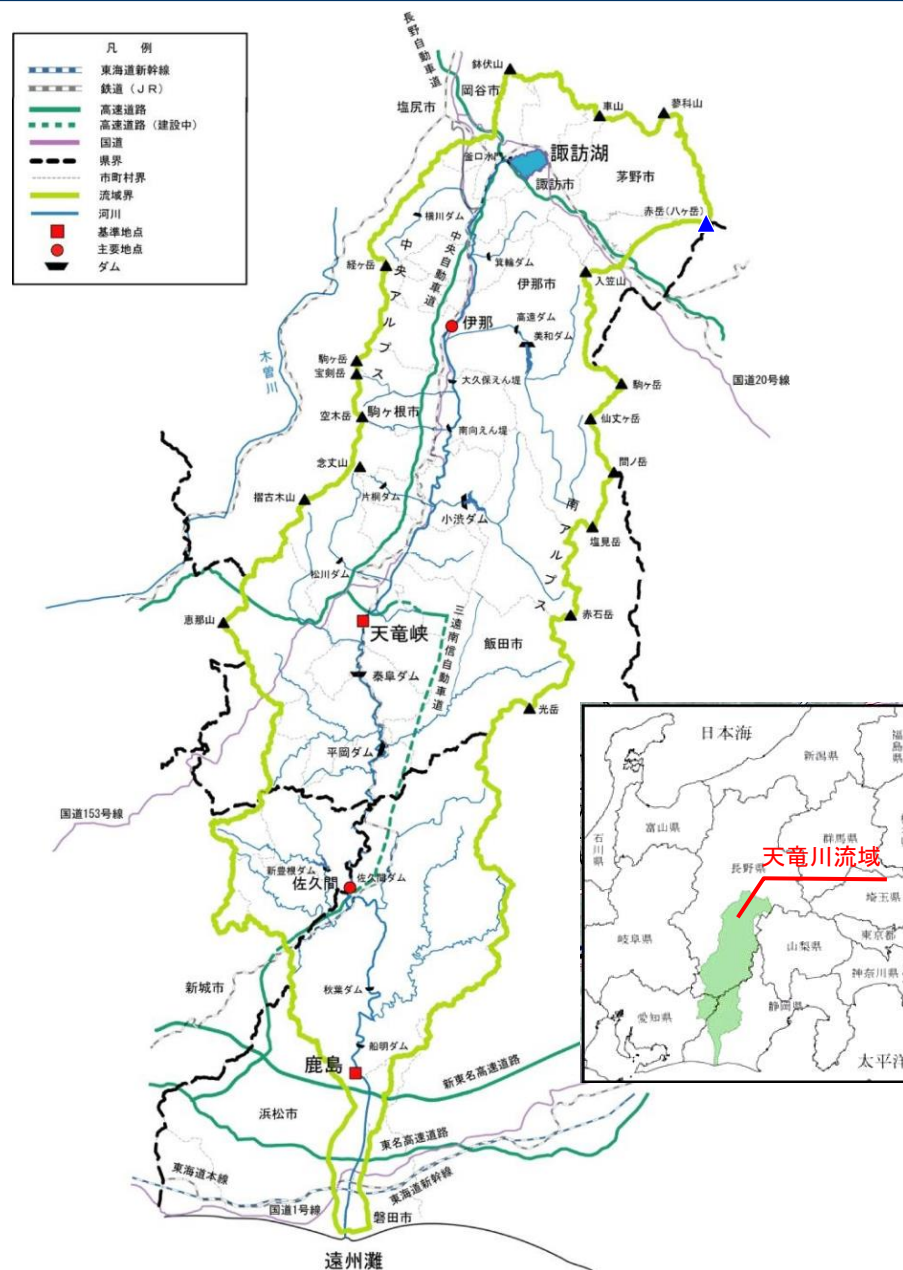 凡 例
東海道新幹線
鉄道（JR）
高速道路
高速道路（建設中）
国道
県界
市町村界
流域界
河川
基準地点
主要地点
ダム
長野自動車道
鉢伏山
岡谷市
塩尻市
車山
蓼科山
釜口水門
諏訪湖
諏訪市
茅野市
赤岳（八ヶ岳）
横川ダム
中央自動車道
箕輪ダム
経ヶ岳
中央アルプス
伊那市
入笠山
伊那
高遠ダム
美和ダム
木曽川
駒ヶ岳
宝剣岳
大久保えん堤
駒ヶ岳
国道20号線
空木岳
駒ヶ根市
南向えん堤
仙丈ヶ岳
念丈山
間ノ岳
摺古木山
片桐ダム
小渋ダム
南アルプス
塩見岳
松川ダム
恵那山
天竜峡
三遠南信自動車道
赤石岳
飯田市
泰阜ダム
光岳
平岡ダム
国道153号線
新豊根ダム
佐久間
佐久間ダム
新城市
秋葉ダム
船明ダム
鹿島
新東名高速道路
浜松市
東名高速道路
東海道本線
東海道新幹線
国道1号線
磐田市
遠州灘
日本海
新潟県
福島県
石川県
富山県
群馬県
長野県
天竜川流域
埼玉県
岐阜県
山梨県
東京都
神奈川県
愛知県
静岡県
太平洋